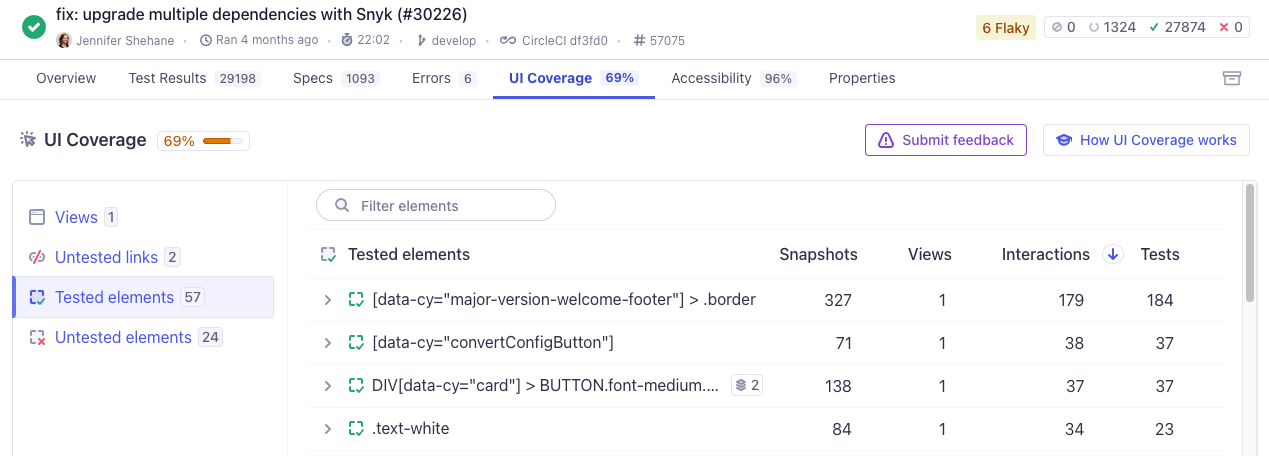 fix: upgrade multiple dependencies with Snyk (#30226)
Jennifer Shehane · Ran 4 months ago · 22:02 · develop · CircleCI df3fd0 · # 57075
6 Flaky 0 1324 27874 0
Overview Test Results 29198 Specs 1093 Errors 6 UI Coverage 69% Accessibility 96% Properties
UI Coverage 69%
Submit feedback How UI Coverage works
Views 1
Untested links 2
Tested elements 57
Untested elements 24
Filter elements
Tested elements Snapshots Views Interactions Tests
[data-cy="major-version-welcome-footer"] > .border 327 1 179 184
[data-cy="convertConfigButton"] 71 1 38 37
DIV[data-cy="card"] > BUTTON.font-medium.... 2 138 1 37 37
.text-white 84 1 34 23